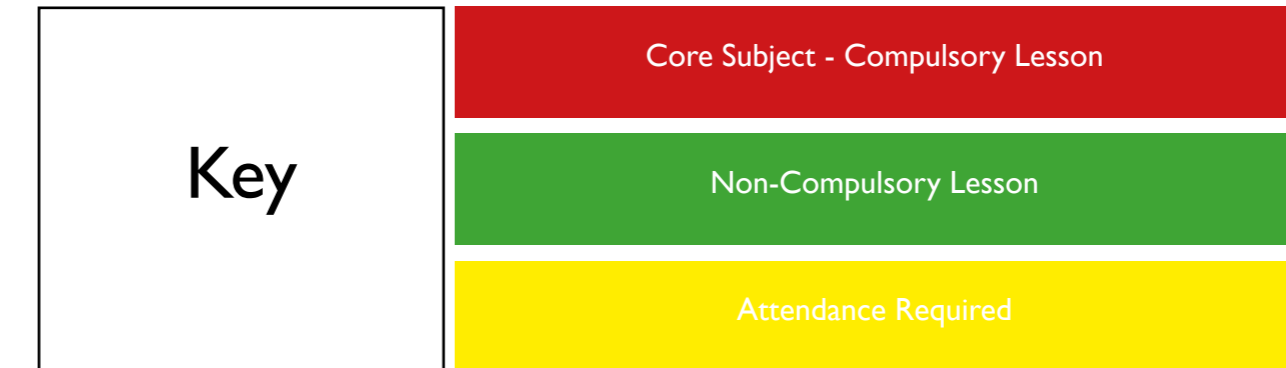 Key
Core Subject - Compulsory Lesson
Non-Compulsory Lesson
Attendance Required